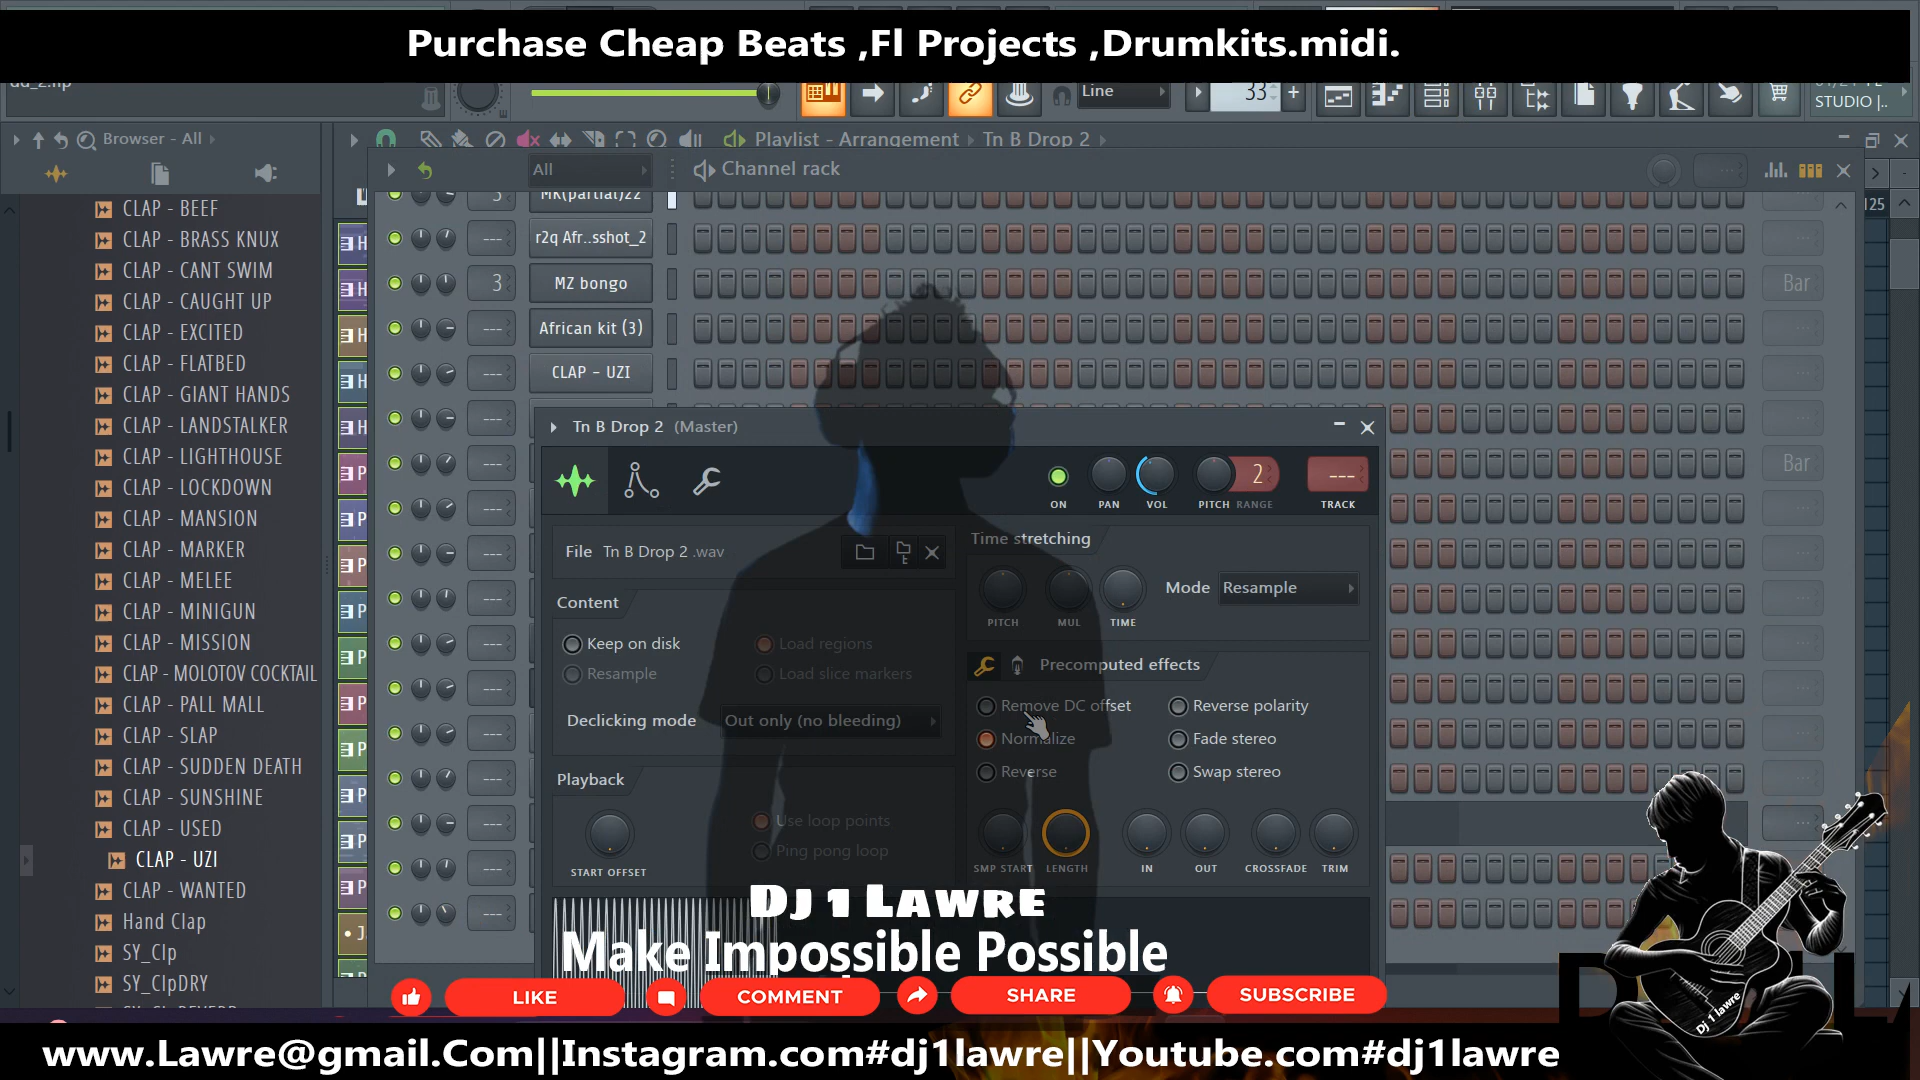 Purchase Cheap Beats ,Fl Projects ,Drumkits.midi.
Line
33
STUDIO |..
Browser - All
Playlist - Arrangement
Tn B Drop 2
All
Channel rack
125
CLAP - BEEF
CLAP - BRASS KNUX
CLAP - CANT SWIM
CLAP - CAUGHT UP
CLAP - EXCITED
CLAP - FLATBED
CLAP - GIANT HANDS
CLAP - LANDSTALKER
CLAP - LIGHTHOUSE
CLAP - LOCKDOWN
CLAP - MANSION
CLAP - MARKER
CLAP - MELEE
CLAP - MINIGUN
CLAP - MISSION
CLAP - MOLOTOV COCKTAIL
CLAP - PALL MALL
CLAP - SLAP
CLAP - SUDDEN DEATH
CLAP - SUNSHINE
CLAP - USED
CLAP - UZI
CLAP - WANTED
Hand Clap
SY_Clp
SY_ClpDRY
MK(partial)22
--- r2q Afr..sshot_2
3 MZ bongo Bar
--- African kit (3)
--- CLAP - UZI
Bar
Tn B Drop 2 (Master)
2
---
ON PAN VOL PITCH RANGE TRACK
File Tn B Drop 2 .wav
Content
Keep on disk
Load regions
Resample
Load slice markers
Declicking mode Out only (no bleeding)
Playback
Use loop points
Ping pong loop
START OFFSET
Time stretching
Mode Resample
PITCH MUL TIME
Precomputed effects
Remove DC offset
Reverse polarity
Normalize
Fade stereo
Reverse
Swap stereo
SMP START LENGTH IN OUT CROSSFADE TRIM
Dj 1 Lawre
Make Impossible Possible
LIKE
COMMENT
SHARE
SUBSCRIBE
Dj 1 lawre
www.Lawre@gmail.Com||Instagram.com#dj1lawre||Youtube.com#dj1lawre